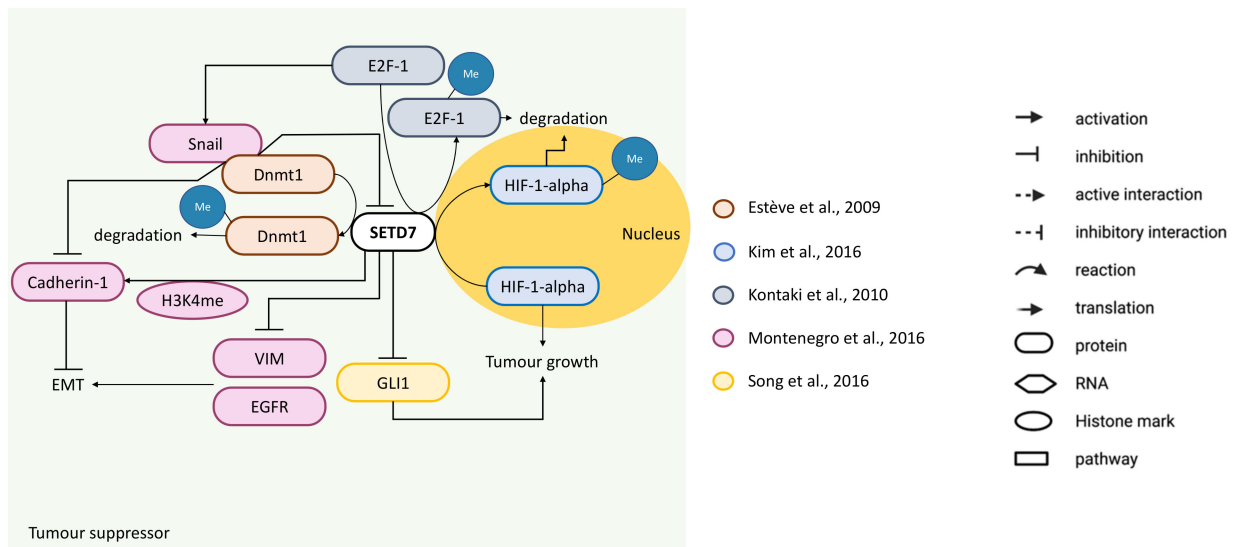 E2F-1
Me
E2F-1
degradation
Snail
Dnmt1
Me
HIF-1-alpha
Me
Dnmt1
degradation
SETD7
Nucleus
Cadherin-1
H3K4me
HIF-1-alpha
VIM
EGFR
EMT
GLI1
Tumour growth
Tumour suppressor
Estève et al., 2009
Kim et al., 2016
Kontaki et al., 2010
Montenegro et al., 2016
Song et al., 2016
activation
inhibition
active interaction
inhibitory interaction
reaction
translation
protein
RNA
Histone mark
pathway